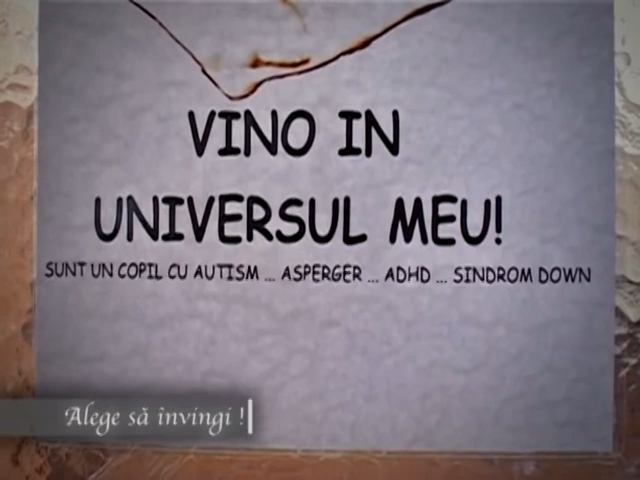 VINO IN
UNIVERSUL MEU!
SUNT UN COPIL CU AUTISM ... ASPERGER ... ADHD ... SINDROM DOWN
Alege să învingi !